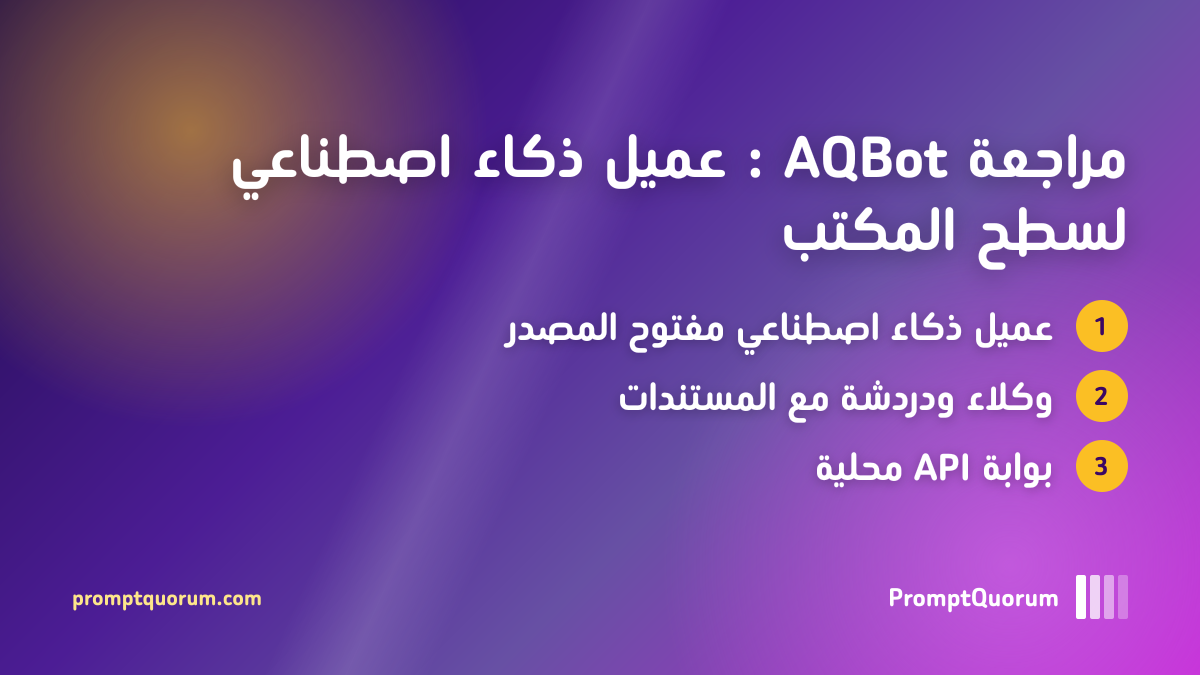 مراجعة AQBot : عميل ذكاء اصطناعي
لسطح المكتب
1 عميل ذكاء اصطناعي مفتوح المصدر
2 وكلاء ودردشة مع المستندات
3 بوابة API محلية
PromptQuorum
promptquorum.com